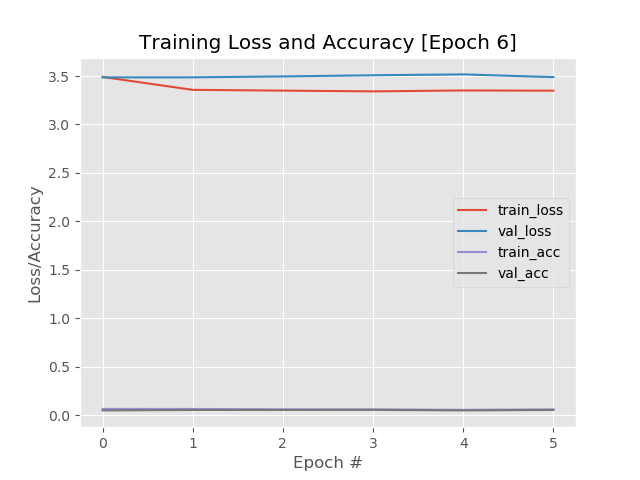 Training Loss and Accuracy [Epoch 6]
3.5
3.0
2.5
2.0
1.5
1.0
0.5
0.0
Loss/Accuracy
train_loss
val_loss
train_acc
val_acc
0 1 2 3 4 5
Epoch #